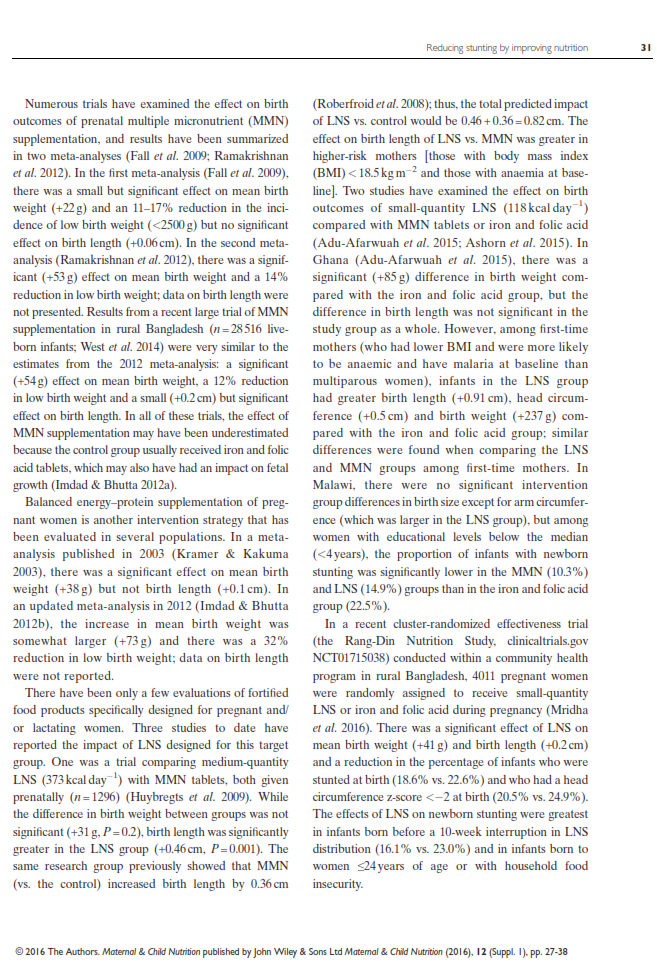 Reducing stunting by improving nutrition 31
Numerous trials have examined the effect on birth
outcomes of prenatal multiple micronutrient (MMN)
supplementation, and results have been summarized
in two meta-analyses (Fall et al. 2009; Ramakrishnan
et al. 2012). In the first meta-analysis (Fall et al. 2009),
there was a small but significant effect on mean birth
weight (+22 g) and an 11–17% reduction in the inci-
dence of low birth weight (<2500 g) but no significant
effect on birth length (+0.06 cm). In the second meta-
analysis (Ramakrishnan et al. 2012), there was a signif-
icant (+53 g) effect on mean birth weight and a 14%
reduction in low birth weight; data on birth length were
not presented. Results from a recent large trial of MMN
supplementation in rural Bangladesh (n = 28 516 live-
born infants; West et al. 2014) were very similar to the
estimates from the 2012 meta-analysis: a significant
(+54 g) effect on mean birth weight, a 12% reduction
in low birth weight and a small (+0.2 cm) but significant
effect on birth length. In all of these trials, the effect of
MMN supplementation may have been underestimated
because the control group usually received iron and folic
acid tablets, which may also have had an impact on fetal
growth (Imdad & Bhutta 2012a).
Balanced energy–protein supplementation of preg-
nant women is another intervention strategy that has
been evaluated in several populations. In a meta-
analysis published in 2003 (Kramer & Kakuma
2003), there was a significant effect on mean birth
weight (+38 g) but not birth length (+0.1 cm). In
an updated meta-analysis in 2012 (Imdad & Bhutta
2012b), the increase in mean birth weight was
somewhat larger (+73 g) and there was a 32%
reduction in low birth weight; data on birth length
were not reported.
There have been only a few evaluations of fortified
food products specifically designed for pregnant and/
or lactating women. Three studies to date have
reported the impact of LNS designed for this target
group. One was a trial comparing medium-quantity
LNS (373 kcal day⁻¹) with MMN tablets, both given
prenatally (n = 1296) (Huybregts et al. 2009). While
the difference in birth weight between groups was not
significant (+31 g, P = 0.2), birth length was significantly
greater in the LNS group (+0.46 cm, P = 0.001). The
same research group previously showed that MMN
(vs. the control) increased birth length by 0.36 cm
(Roberfroid et al. 2008); thus, the total predicted impact
of LNS vs. control would be 0.46 + 0.36 = 0.82 cm. The
effect on birth length of LNS vs. MMN was greater in
higher-risk mothers [those with body mass index
(BMI) < 18.5 kg m⁻² and those with anaemia at base-
line]. Two studies have examined the effect on birth
outcomes of small-quantity LNS (118 kcal day⁻¹)
compared with MMN tablets or iron and folic acid
(Adu-Afarwuah et al. 2015; Ashorn et al. 2015). In
Ghana (Adu-Afarwuah et al. 2015), there was a
significant (+85 g) difference in birth weight com-
pared with the iron and folic acid group, but the
difference in birth length was not significant in the
study group as a whole. However, among first-time
mothers (who had lower BMI and were more likely
to be anaemic and have malaria at baseline than
multiparous women), infants in the LNS group
had greater birth length (+0.91 cm), head circum-
ference (+0.5 cm) and birth weight (+237 g) com-
pared with the iron and folic acid group; similar
differences were found when comparing the LNS
and MMN groups among first-time mothers. In
Malawi, there were no significant intervention
group differences in birth size except for arm circumfer-
ence (which was larger in the LNS group), but among
women with educational levels below the median
(<4 years), the proportion of infants with newborn
stunting was significantly lower in the MMN (10.3%)
and LNS (14.9%) groups than in the iron and folic acid
group (22.5%).
In a recent cluster-randomized effectiveness trial
(the Rang-Din Nutrition Study, clinicaltrials.gov
NCT01715038) conducted within a community health
program in rural Bangladesh, 4011 pregnant women
were randomly assigned to receive small-quantity
LNS or iron and folic acid during pregnancy (Mridha
et al. 2016). There was a significant effect of LNS on
mean birth weight (+41 g) and birth length (+0.2 cm)
and a reduction in the percentage of infants who were
stunted at birth (18.6% vs. 22.6%) and who had a head
circumference z-score <−2 at birth (20.5% vs. 24.9%).
The effects of LNS on newborn stunting were greatest
in infants born before a 10-week interruption in LNS
distribution (16.1% vs. 23.0%) and in infants born to
women ≤24 years of age or with household food
insecurity.
© 2016 The Authors. Maternal & Child Nutrition published by John Wiley & Sons Ltd Maternal & Child Nutrition (2016), 12 (Suppl. 1), pp. 27-38